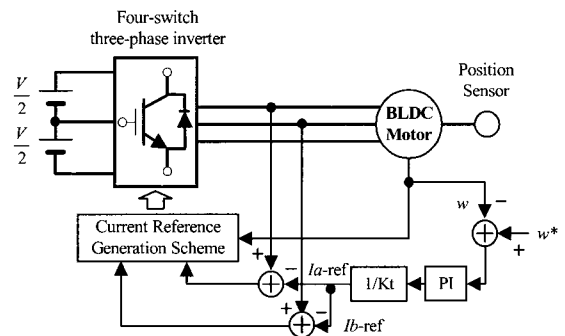 Four-switch
three-phase inverter
V
2
V
2
Position
Sensor
BLDC
Motor
w
−
w*
+
Current Reference
Generation Scheme
+
−
Ia-ref
1/Kt
PI
+
−
Ib-ref